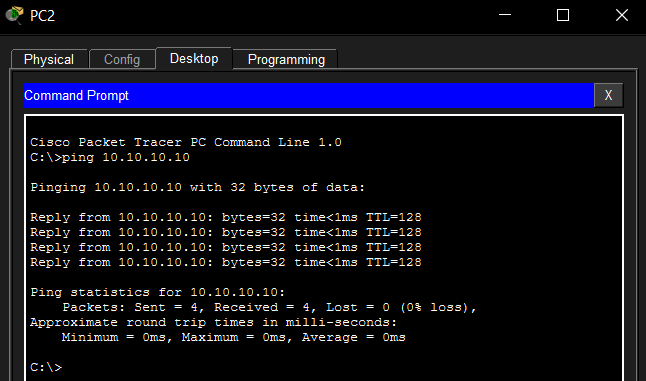 PC2
Physical Config Desktop Programming
Command Prompt X
Cisco Packet Tracer PC Command Line 1.0
C:\>ping 10.10.10.10
Pinging 10.10.10.10 with 32 bytes of data:
Reply from 10.10.10.10: bytes=32 time<1ms TTL=128
Reply from 10.10.10.10: bytes=32 time<1ms TTL=128
Reply from 10.10.10.10: bytes=32 time<1ms TTL=128
Reply from 10.10.10.10: bytes=32 time<1ms TTL=128
Ping statistics for 10.10.10.10:
    Packets: Sent = 4, Received = 4, Lost = 0 (0% loss),
Approximate round trip times in milli-seconds:
    Minimum = 0ms, Maximum = 0ms, Average = 0ms
C:\>